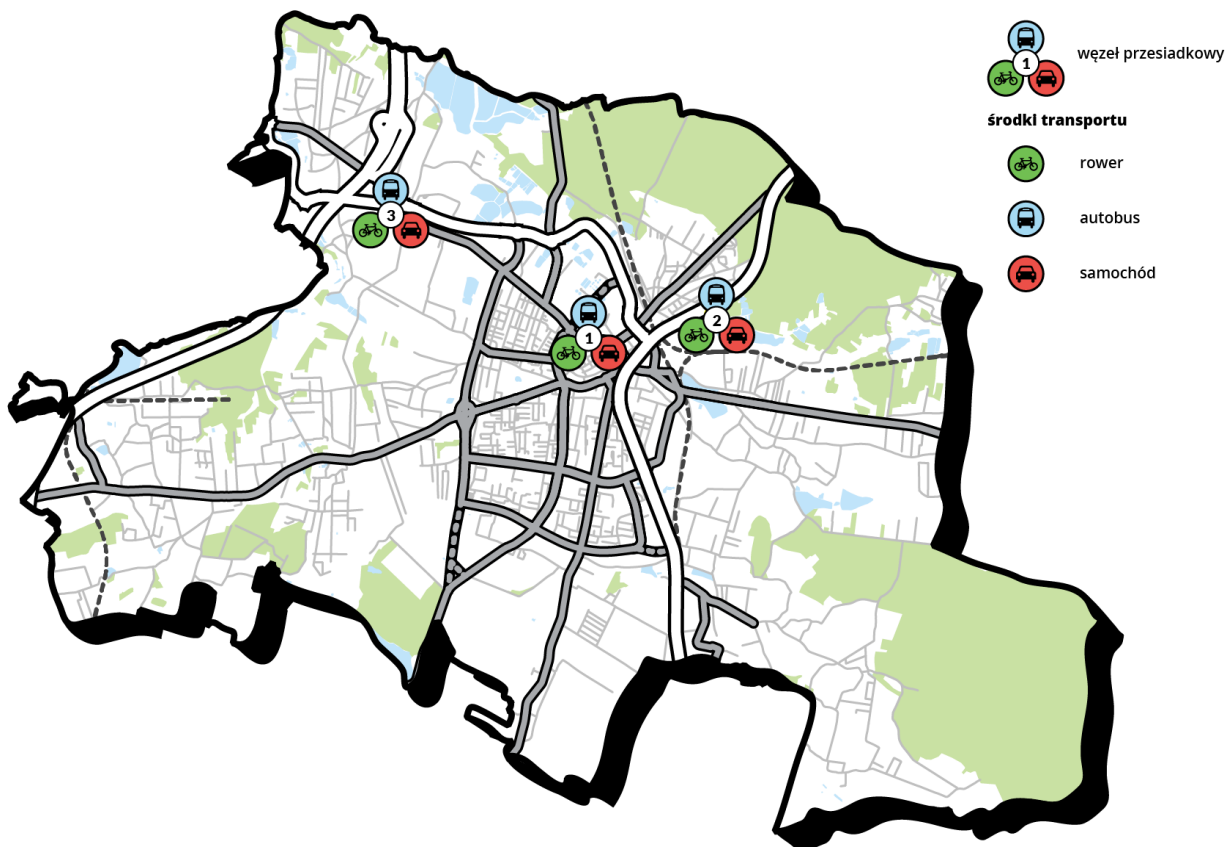 1
węzeł przesiadkowy
środki transportu
rower
autobus
samochód
3
2
1